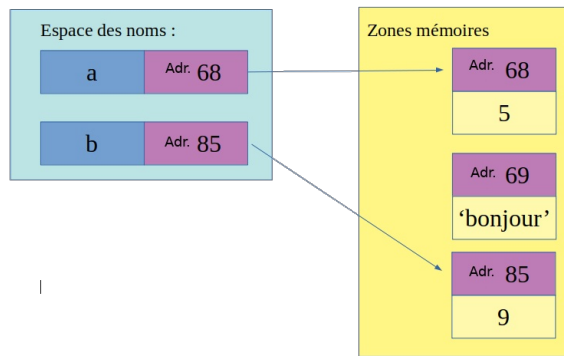 Espace des noms :
a Adr. 68
b Adr. 85
Zones mémoires
Adr. 68
5
Adr. 69
‘bonjour’
Adr. 85
9